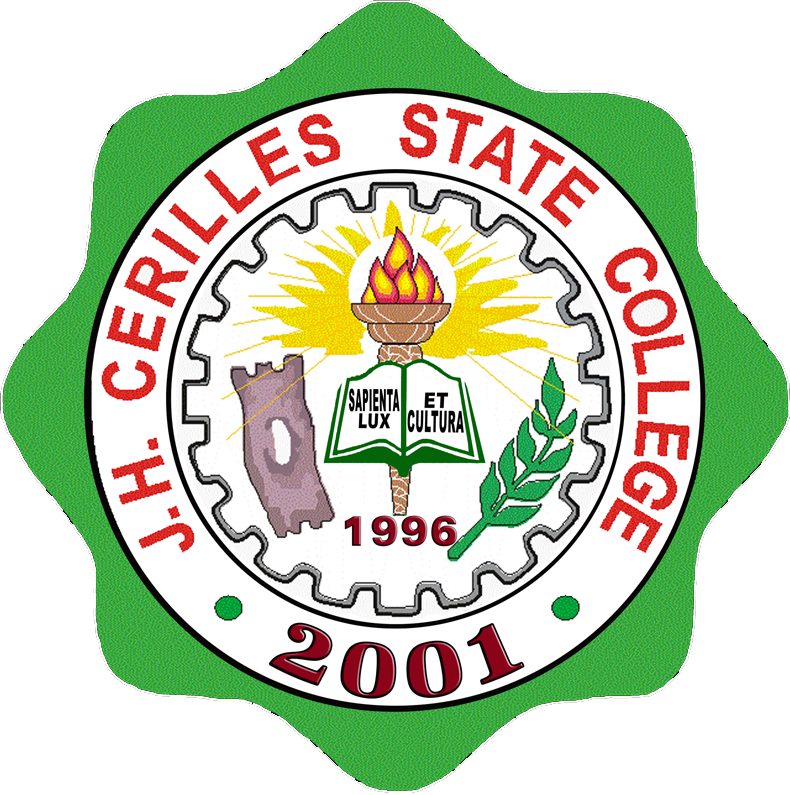 J.H. CERILLES STATE COLLEGE
SAPIENTA
LUX
ET
CULTURA
1996
2001